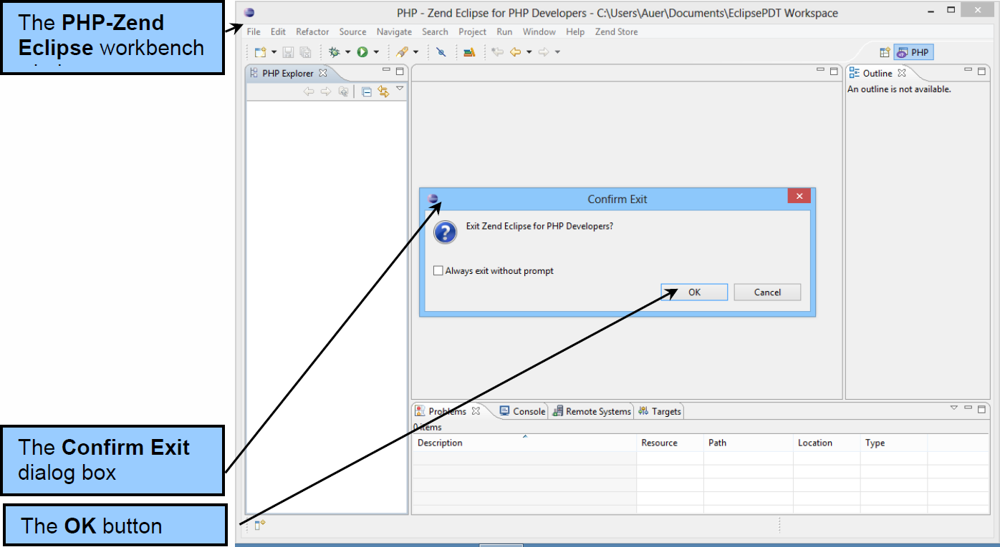 The PHP-Zend
Eclipse workbench
PHP - Zend Eclipse for PHP Developers - C:\Users\Auer\Documents\EclipsePDT Workspace
File Edit Refactor Source Navigate Search Project Run Window Help Zend Store
PHP
PHP Explorer
Outline
An outline is not available.
Confirm Exit
Exit Zend Eclipse for PHP Developers?
Always exit without prompt
OK Cancel
Problems Console Remote Systems Targets
0 items
Description Resource Path Location Type
The Confirm Exit
dialog box
The OK button